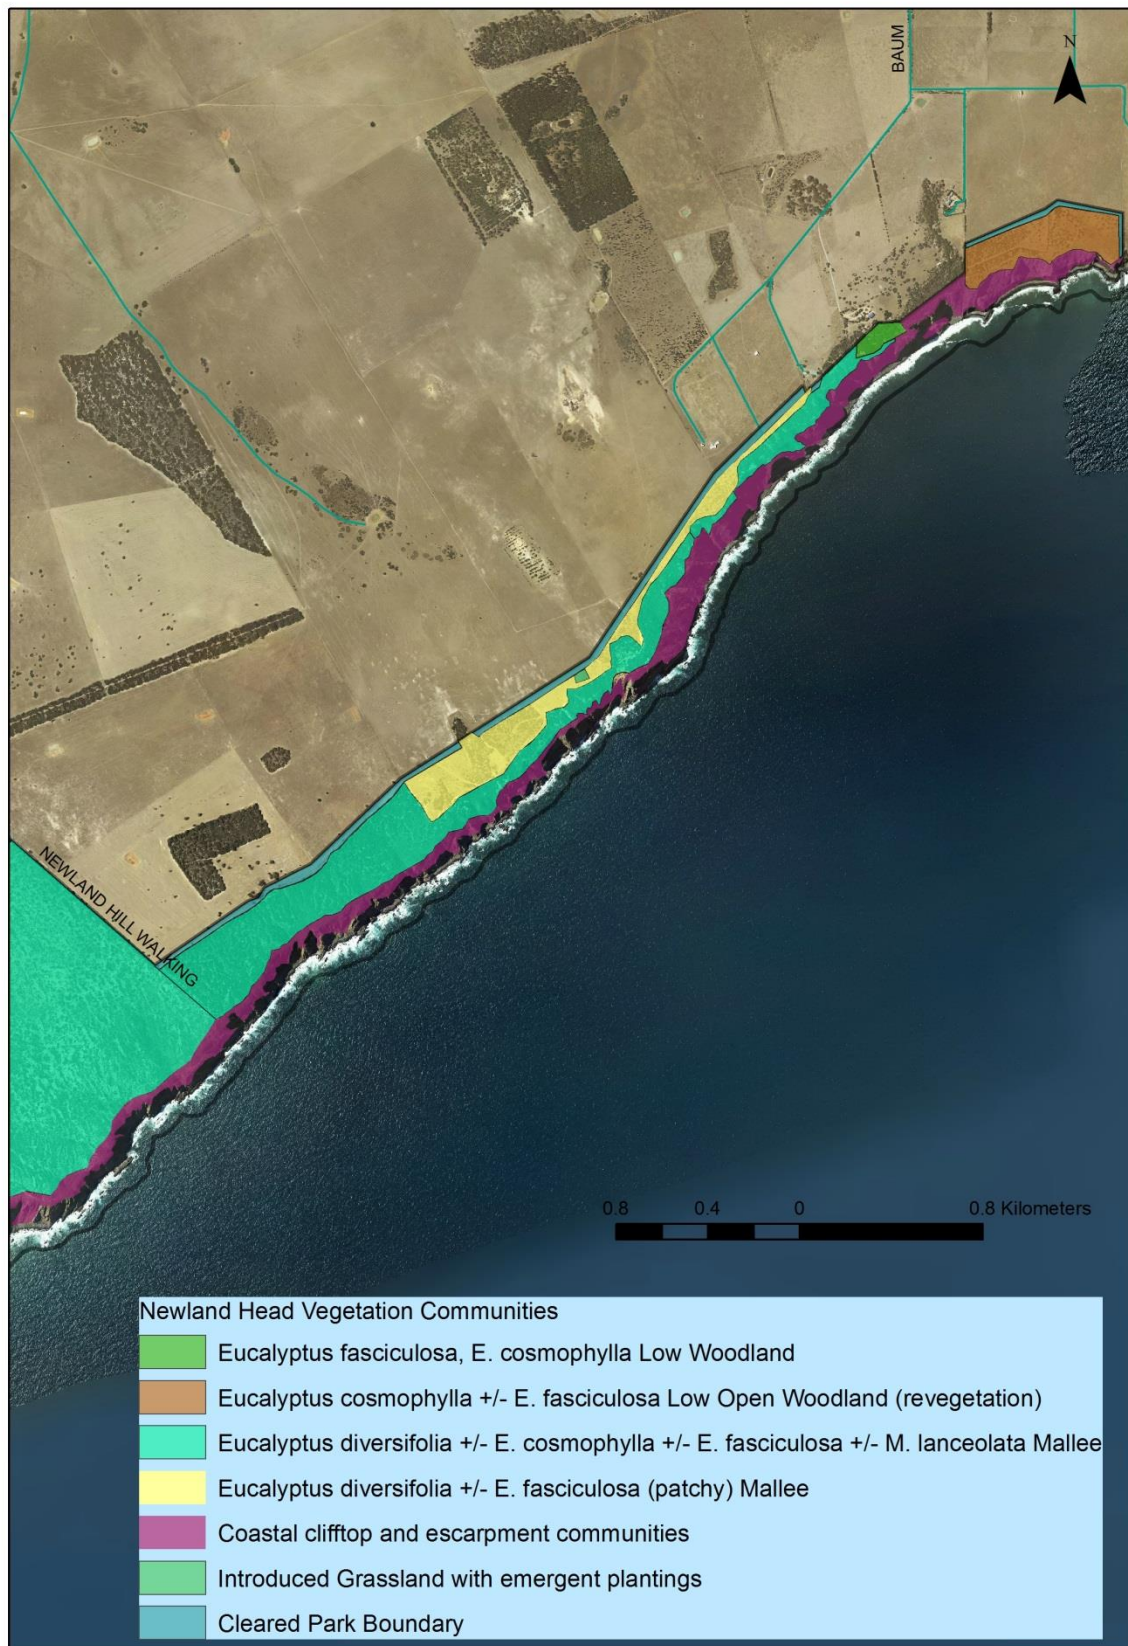 BAUM
N
NEWLAND HILL WALKING
0.8 0.4 0 0.8 Kilometers
Newland Head Vegetation Communities
Eucalyptus fasciculosa, E. cosmophylla Low Woodland
Eucalyptus cosmophylla +/- E. fasciculosa Low Open Woodland (revegetation)
Eucalyptus diversifolia +/- E. cosmophylla +/- E. fasciculosa +/- M. lanceolata Mallee
Eucalyptus diversifolia +/- E. fasciculosa (patchy) Mallee
Coastal clifftop and escarpment communities
Introduced Grassland with emergent plantings
Cleared Park Boundary